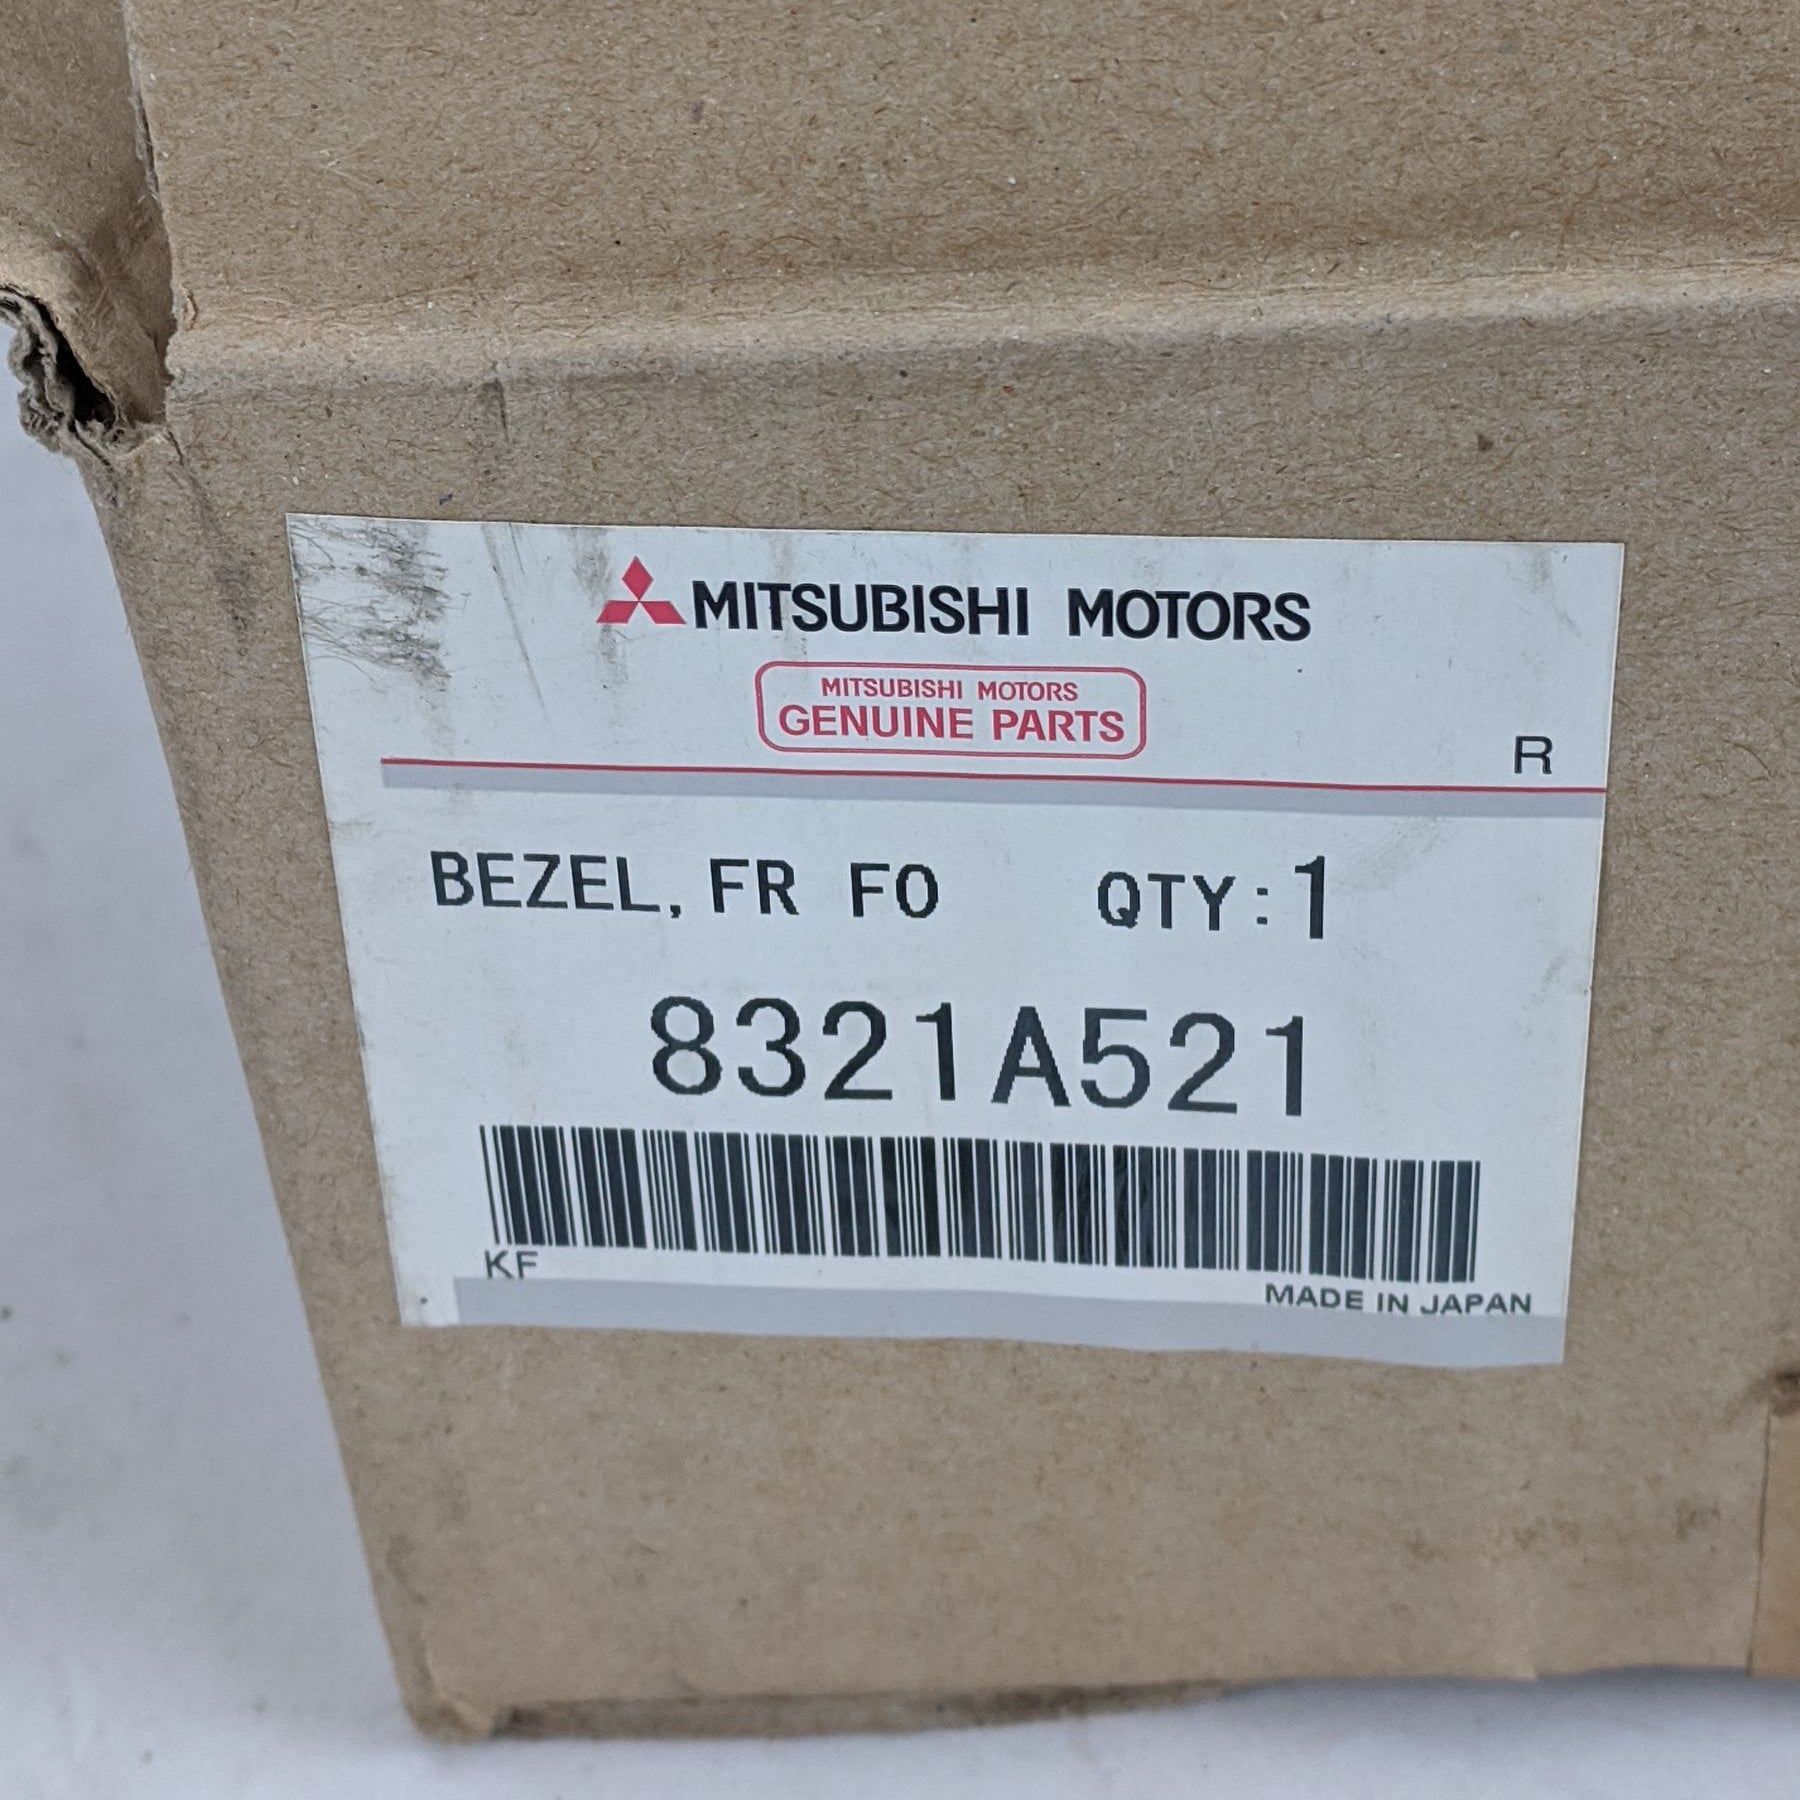 MITSUBISHI MOTORS
MITSUBISHI MOTORS
GENUINE PARTS
R
BEZEL, FR FO QTY:1
8321A521
KF
MADE IN JAPAN